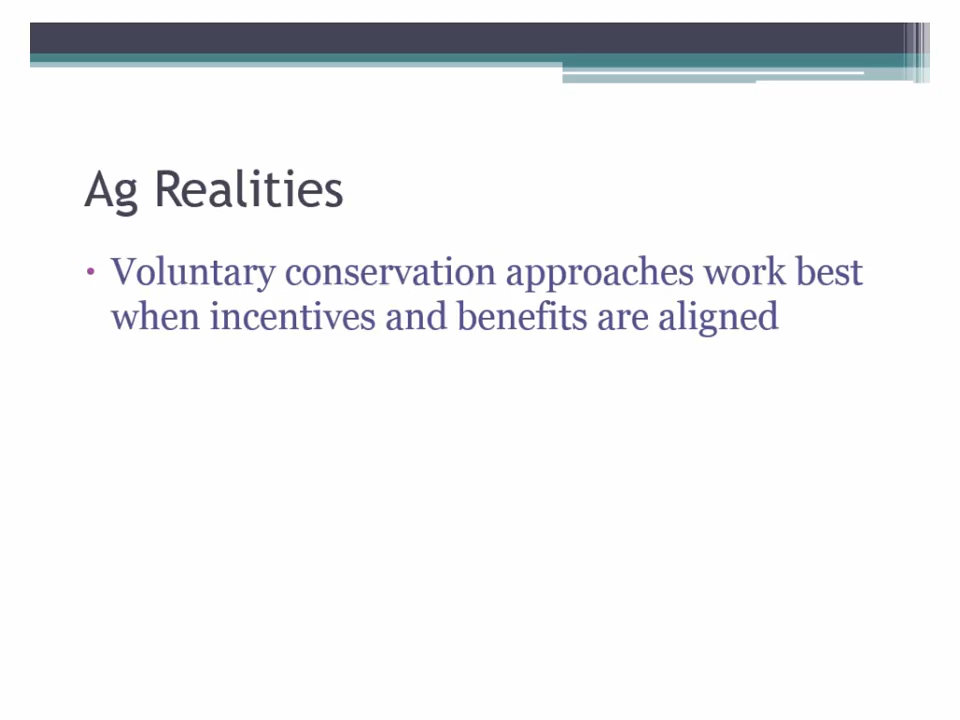 Ag Realities
• Voluntary conservation approaches work best
when incentives and benefits are aligned